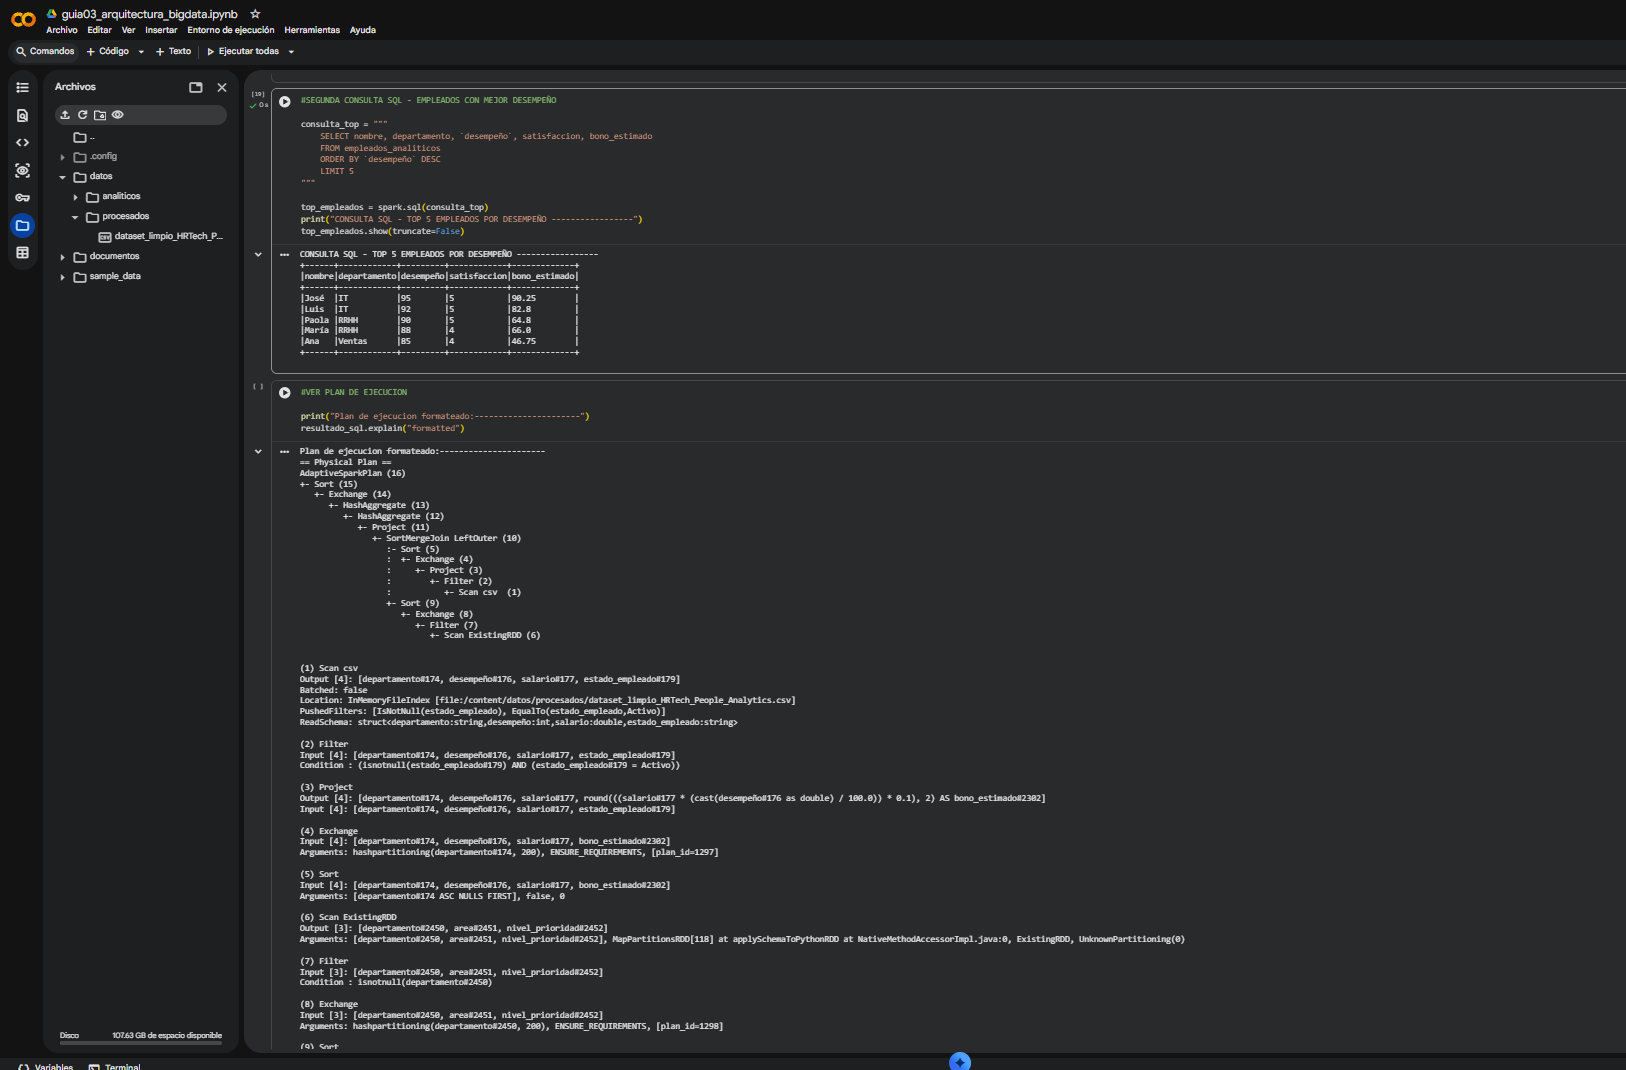 guia03_arquitectura_bigdata.ipynb
Archivo Editar Ver Insertar Entorno de ejecución Herramientas Ayuda
Comandos + Código + Texto Ejecutar todas
Archivos
..
.config
datos
analiticos
procesados
dataset_limpio_HRTech_P...
documentos
sample_data
Disco 107.63 GB de espacio disponible
[19]
0 s
#SEGUNDA CONSULTA SQL - EMPLEADOS CON MEJOR DESEMPEÑO
consulta_top = """
SELECT nombre, departamento, `desempeño`, satisfaccion, bono_estimado
FROM empleados_analiticos
ORDER BY `desempeño` DESC
LIMIT 5
"""
top_empleados = spark.sql(consulta_top)
print("CONSULTA SQL - TOP 5 EMPLEADOS POR DESEMPEÑO -----------------")
top_empleados.show(truncate=False)
CONSULTA SQL - TOP 5 EMPLEADOS POR DESEMPEÑO -----------------
+------+------------+---------+------------+-------------+
|nombre|departamento|desempeño|satisfaccion|bono_estimado|
+------+------------+---------+------------+-------------+
|José |IT |95 |5 |90.25 |
|Luis |IT |92 |5 |82.8 |
|Paola |RRHH |90 |5 |64.8 |
|María |RRHH |88 |4 |66.0 |
|Ana |Ventas |85 |4 |46.75 |
+------+------------+---------+------------+-------------+
[ ]
#VER PLAN DE EJECUCION
print("Plan de ejecucion formateado:----------------------")
resultado_sql.explain("formatted")
Plan de ejecucion formateado:----------------------
== Physical Plan ==
AdaptiveSparkPlan (16)
+- Sort (15)
+- Exchange (14)
+- HashAggregate (13)
+- HashAggregate (12)
+- Project (11)
+- SortMergeJoin LeftOuter (10)
:- Sort (5)
: +- Exchange (4)
: +- Project (3)
: +- Filter (2)
: +- Scan csv (1)
+- Sort (9)
+- Exchange (8)
+- Filter (7)
+- Scan ExistingRDD (6)
(1) Scan csv
Output [4]: [departamento#174, desempeño#176, salario#177, estado_empleado#179]
Batched: false
Location: InMemoryFileIndex [file:/content/datos/procesados/dataset_limpio_HRTech_People_Analytics.csv]
PushedFilters: [IsNotNull(estado_empleado), EqualTo(estado_empleado,Activo)]
ReadSchema: struct<departamento:string,desempeño:int,salario:double,estado_empleado:string>
(2) Filter
Input [4]: [departamento#174, desempeño#176, salario#177, estado_empleado#179]
Condition : (isnotnull(estado_empleado#179) AND (estado_empleado#179 = Activo))
(3) Project
Output [4]: [departamento#174, desempeño#176, salario#177, round(((salario#177 * (cast(desempeño#176 as double) / 100.0)) * 0.1), 2) AS bono_estimado#2302]
Input [4]: [departamento#174, desempeño#176, salario#177, estado_empleado#179]
(4) Exchange
Input [4]: [departamento#174, desempeño#176, salario#177, bono_estimado#2302]
Arguments: hashpartitioning(departamento#174, 200), ENSURE_REQUIREMENTS, [plan_id=1297]
(5) Sort
Input [4]: [departamento#174, desempeño#176, salario#177, bono_estimado#2302]
Arguments: [departamento#174 ASC NULLS FIRST], false, 0
(6) Scan ExistingRDD
Output [3]: [departamento#2450, area#2451, nivel_prioridad#2452]
Arguments: [departamento#2450, area#2451, nivel_prioridad#2452], MapPartitionsRDD[118] at applySchemaToPythonRDD at NativeMethodAccessorImpl.java:0, ExistingRDD, UnknownPartitioning(0)
(7) Filter
Input [3]: [departamento#2450, area#2451, nivel_prioridad#2452]
Condition : isnotnull(departamento#2450)
(8) Exchange
Input [3]: [departamento#2450, area#2451, nivel_prioridad#2452]
Arguments: hashpartitioning(departamento#2450, 200), ENSURE_REQUIREMENTS, [plan_id=1298]
(9) Sort
Variables Terminal